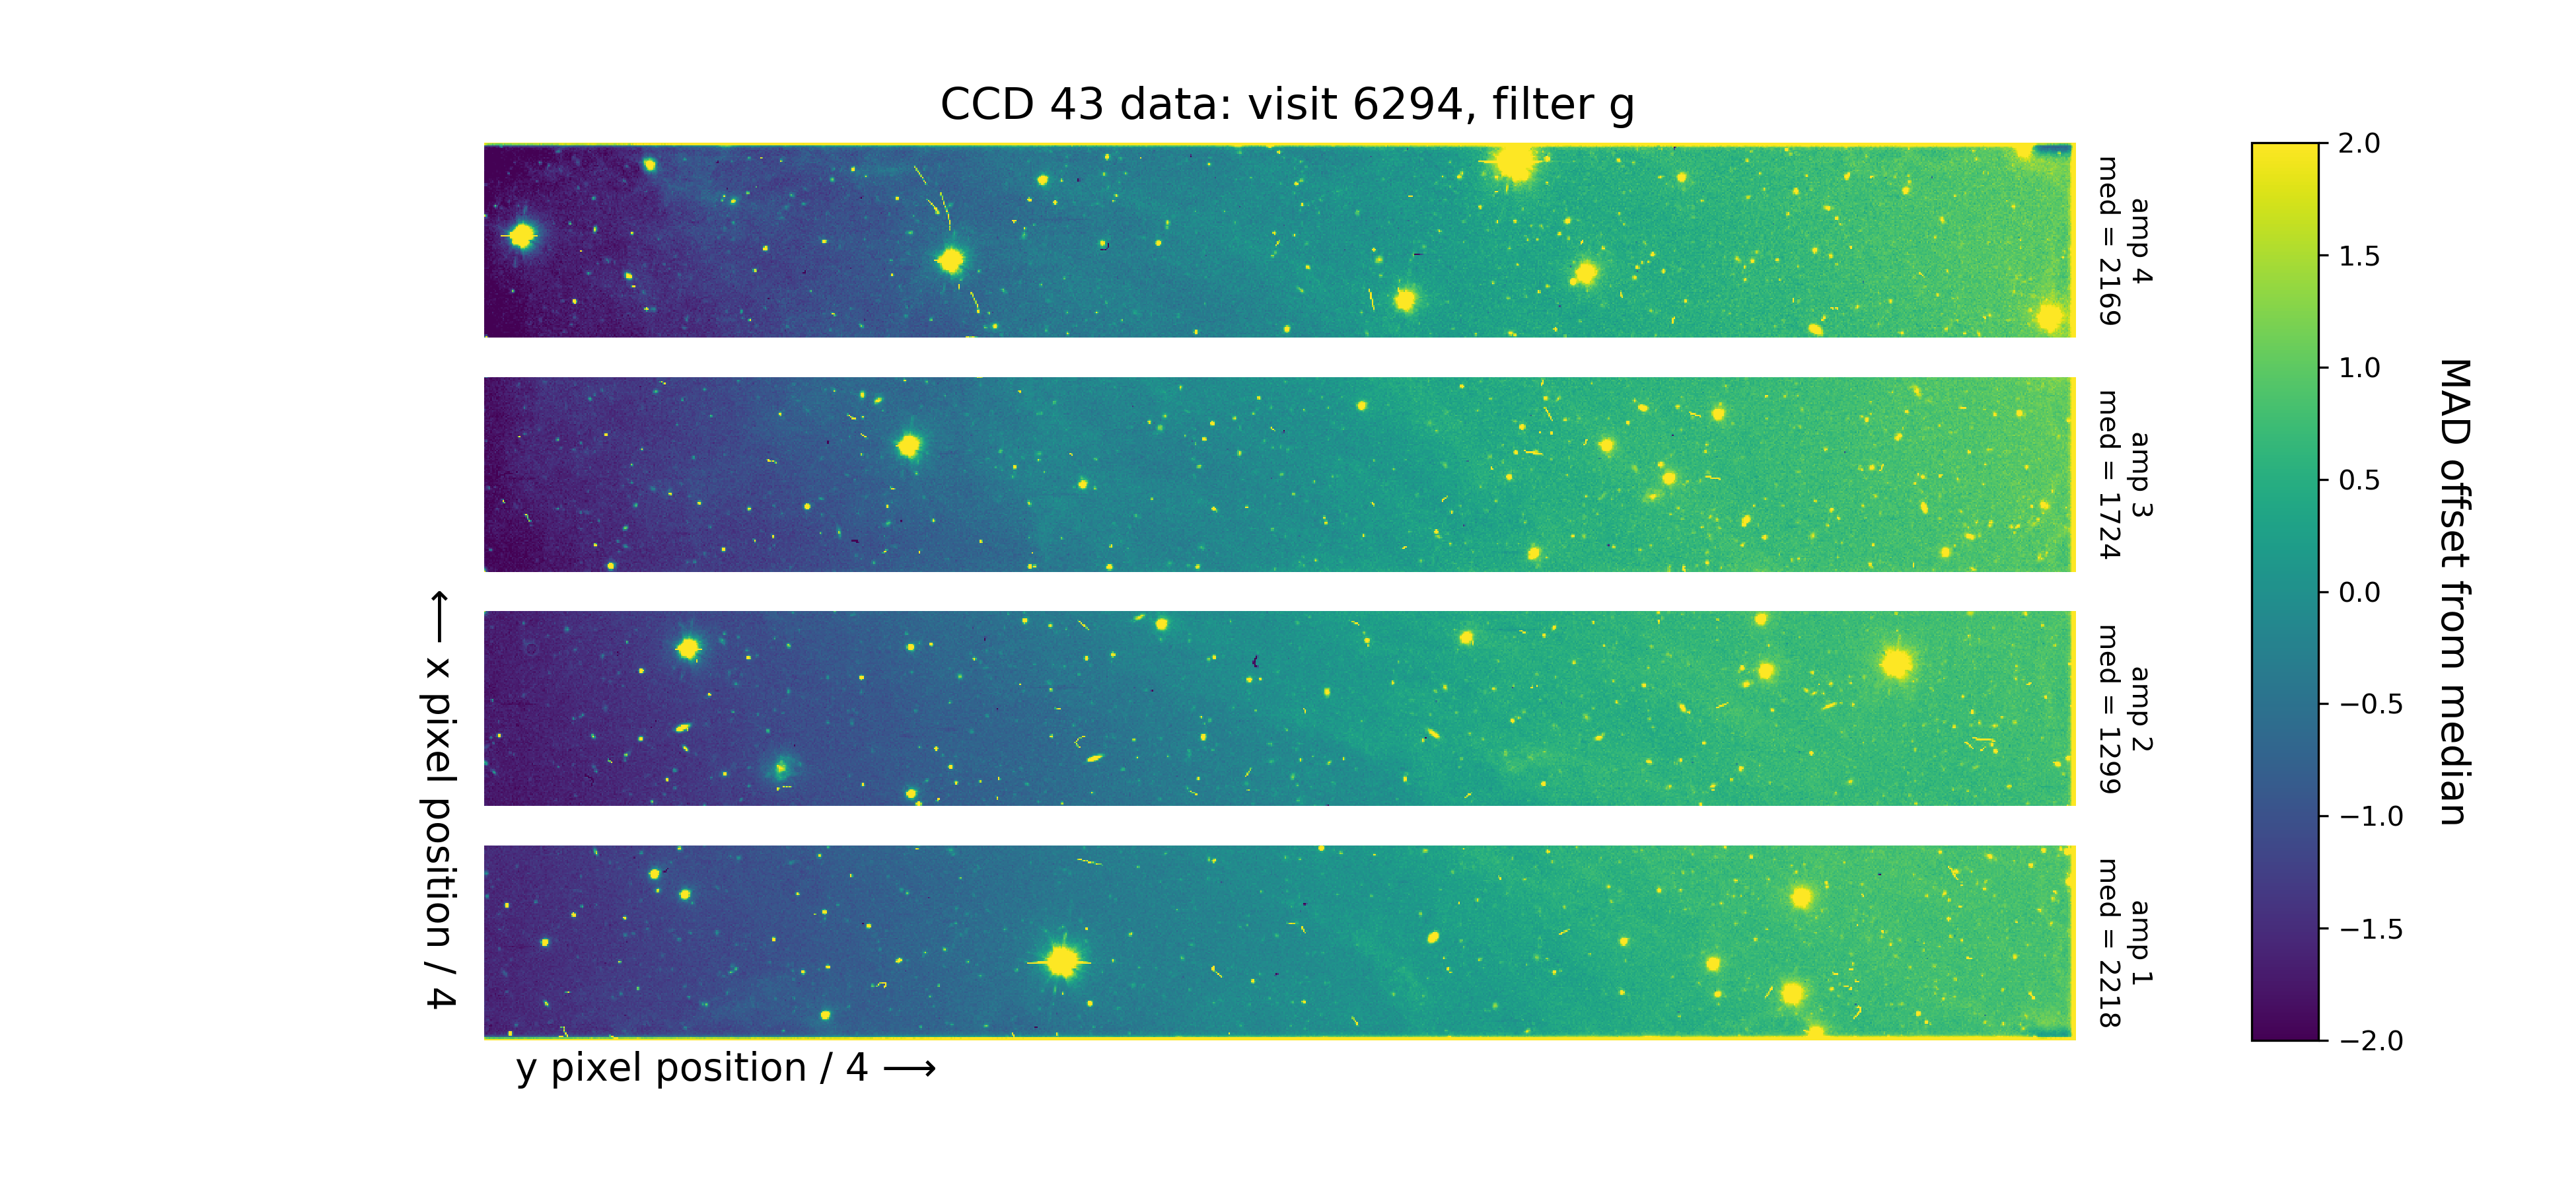 CCD 43 data: visit 6294, filter g
amp 4
med = 2169
amp 3
med = 1724
amp 2
med = 1299
amp 1
med = 2218
⟵ x pixel position / 4
y pixel position / 4 ⟶
2.0
1.5
1.0
0.5
0.0
−0.5
−1.0
−1.5
−2.0
MAD offset from median